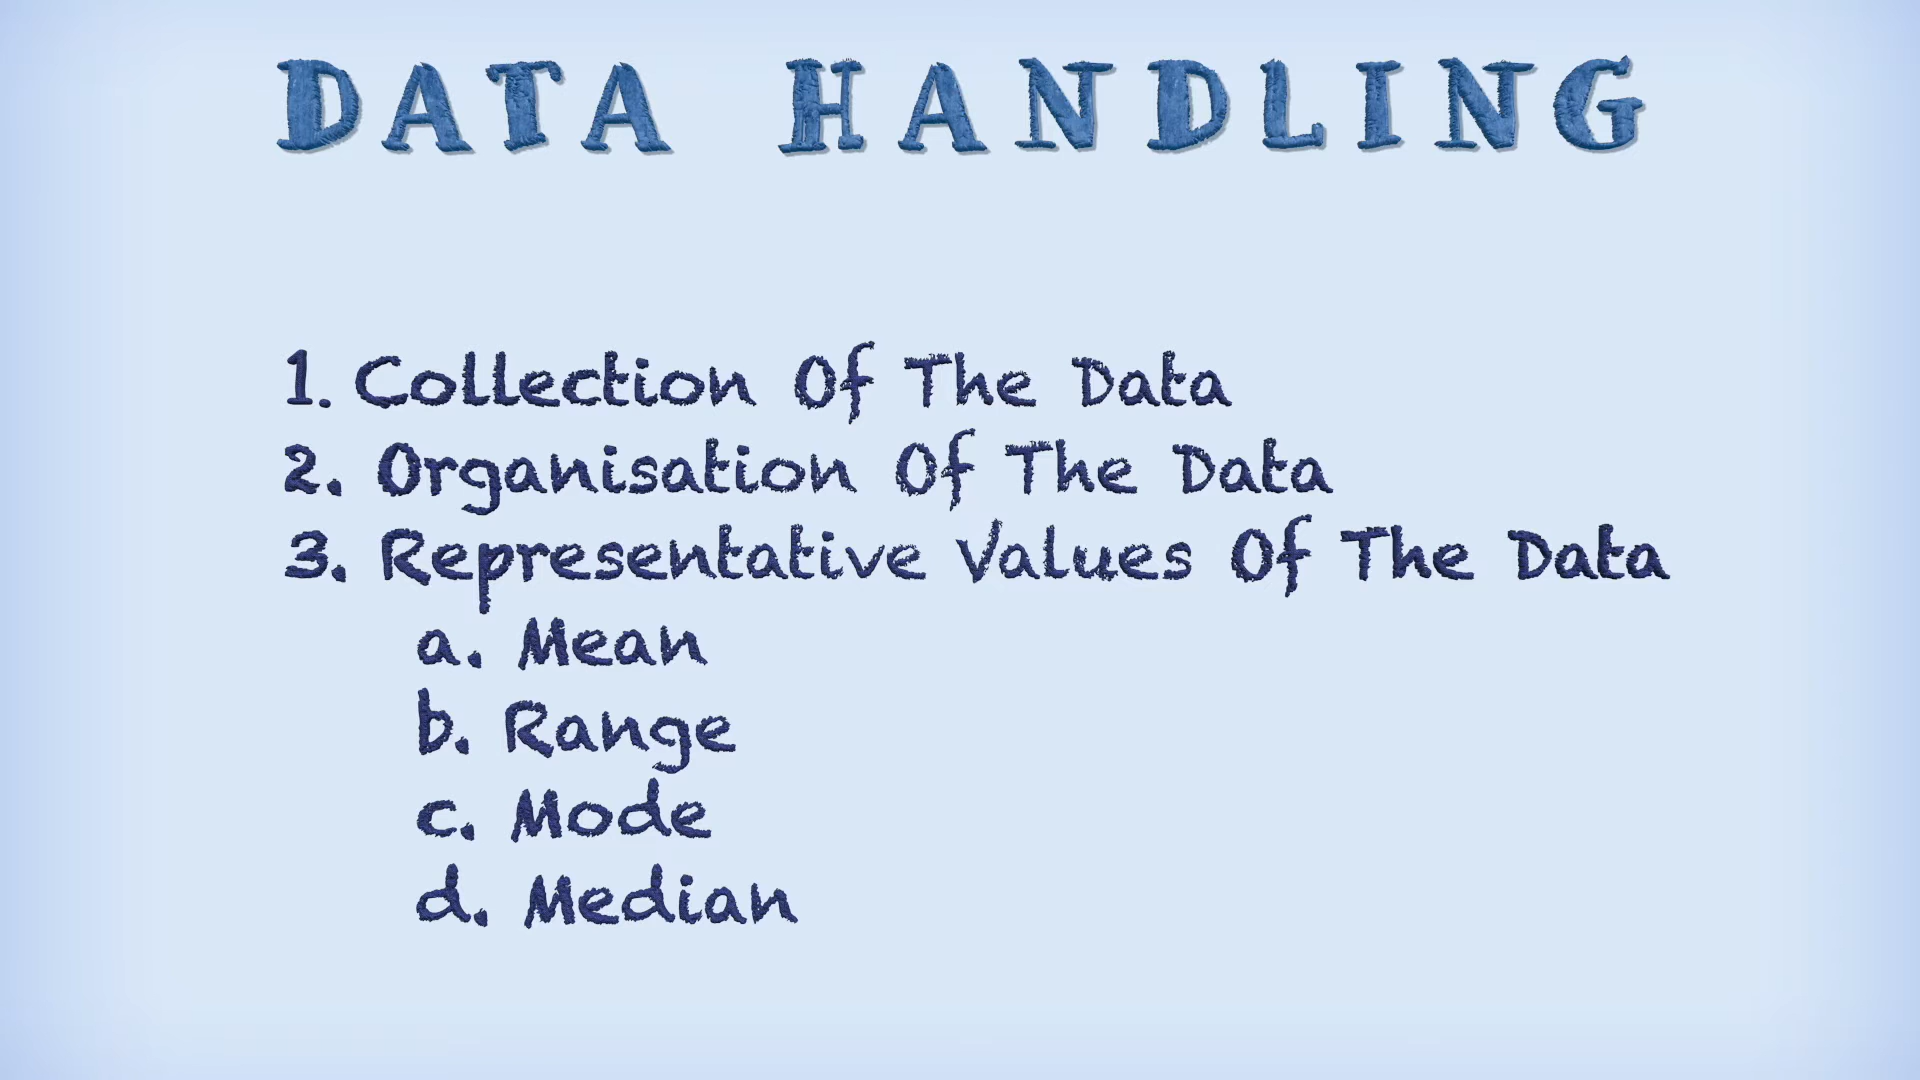 DATA HANDLING
1. Collection Of The Data
2. Organisation Of The Data
3. Representative Values Of The Data
a. Mean
b. Range
c. Mode
d. Median